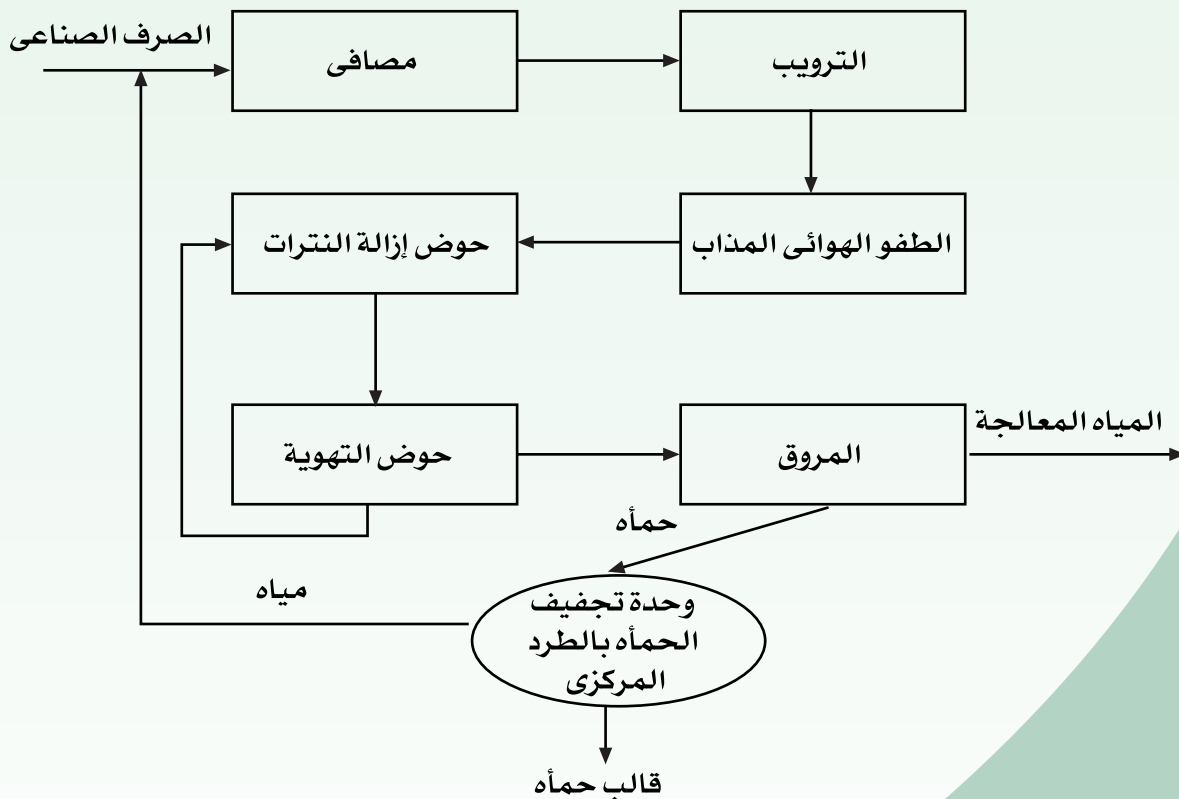 الصرف الصناعى
مصافى
الترويب
الطفو الهوائى المذاب
حوض إزالة النترات
حوض التهوية
المروق
المياه المعالجة
حمأه
مياه
وحدة تجفيف
الحمأه بالطرد
المركزى
قالب حمأه